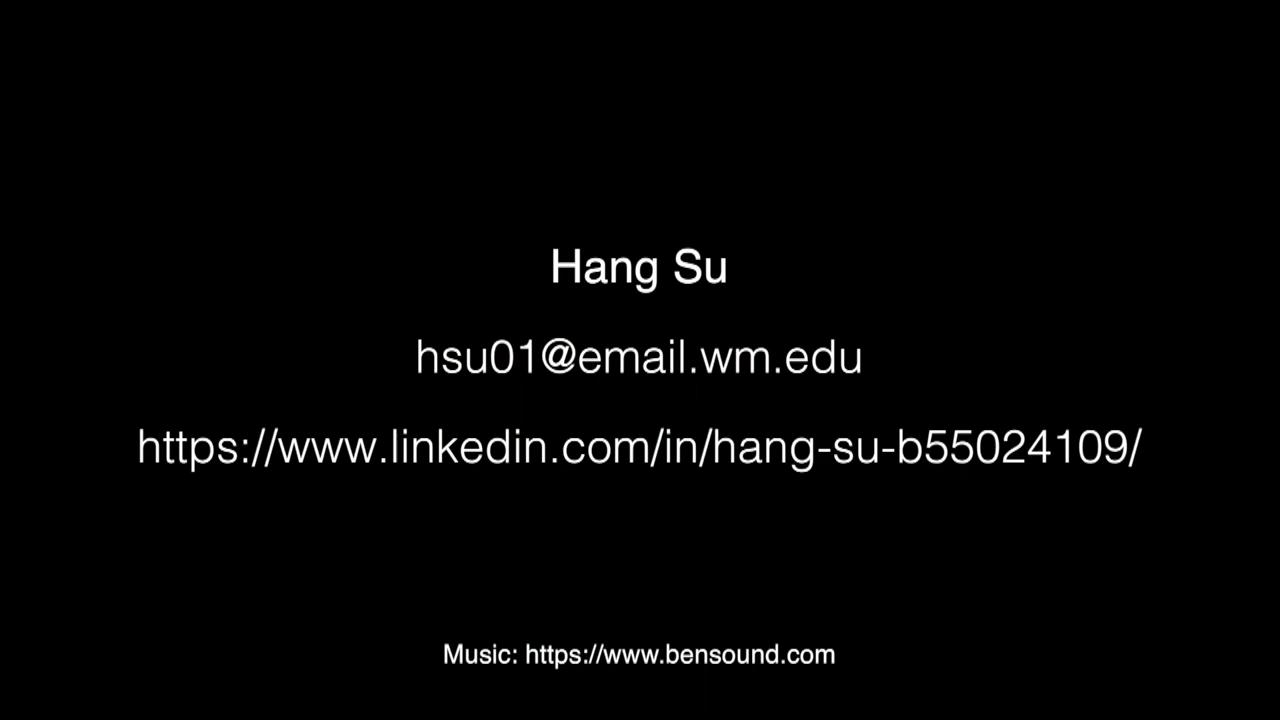 Hang Su
hsu01@email.wm.edu
https://www.linkedin.com/in/hang-su-b55024109/
Music: https://www.bensound.com